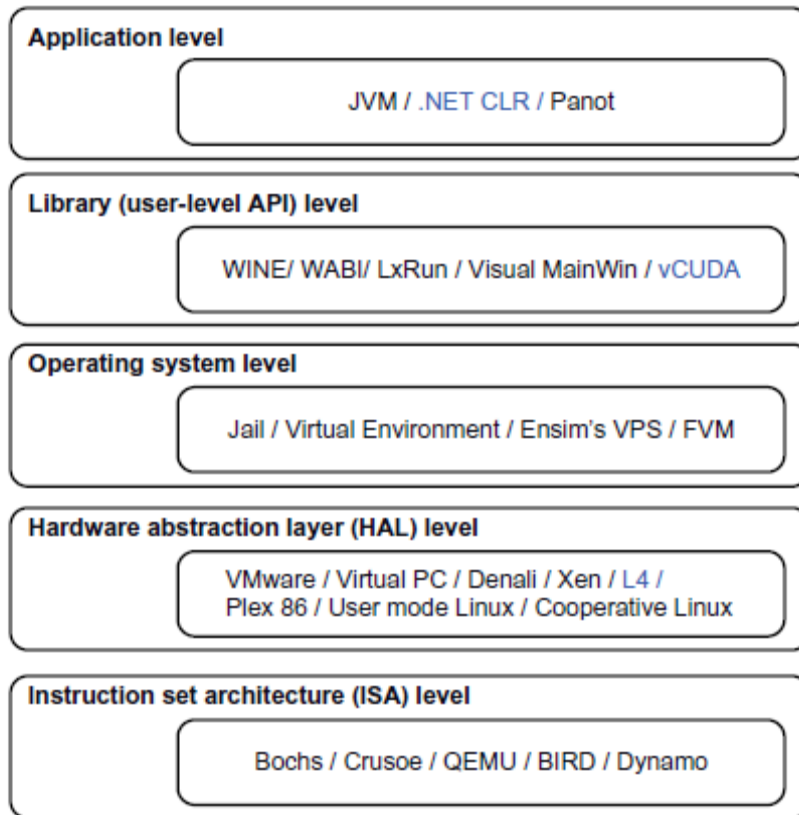 Application level
JVM / .NET CLR / Panot
Library (user-level API) level
WINE/ WABI/ LxRun / Visual MainWin / vCUDA
Operating system level
Jail / Virtual Environment / Ensim's VPS / FVM
Hardware abstraction layer (HAL) level
VMware / Virtual PC / Denali / Xen / L4 /
Plex 86 / User mode Linux / Cooperative Linux
Instruction set architecture (ISA) level
Bochs / Crusoe / QEMU / BIRD / Dynamo